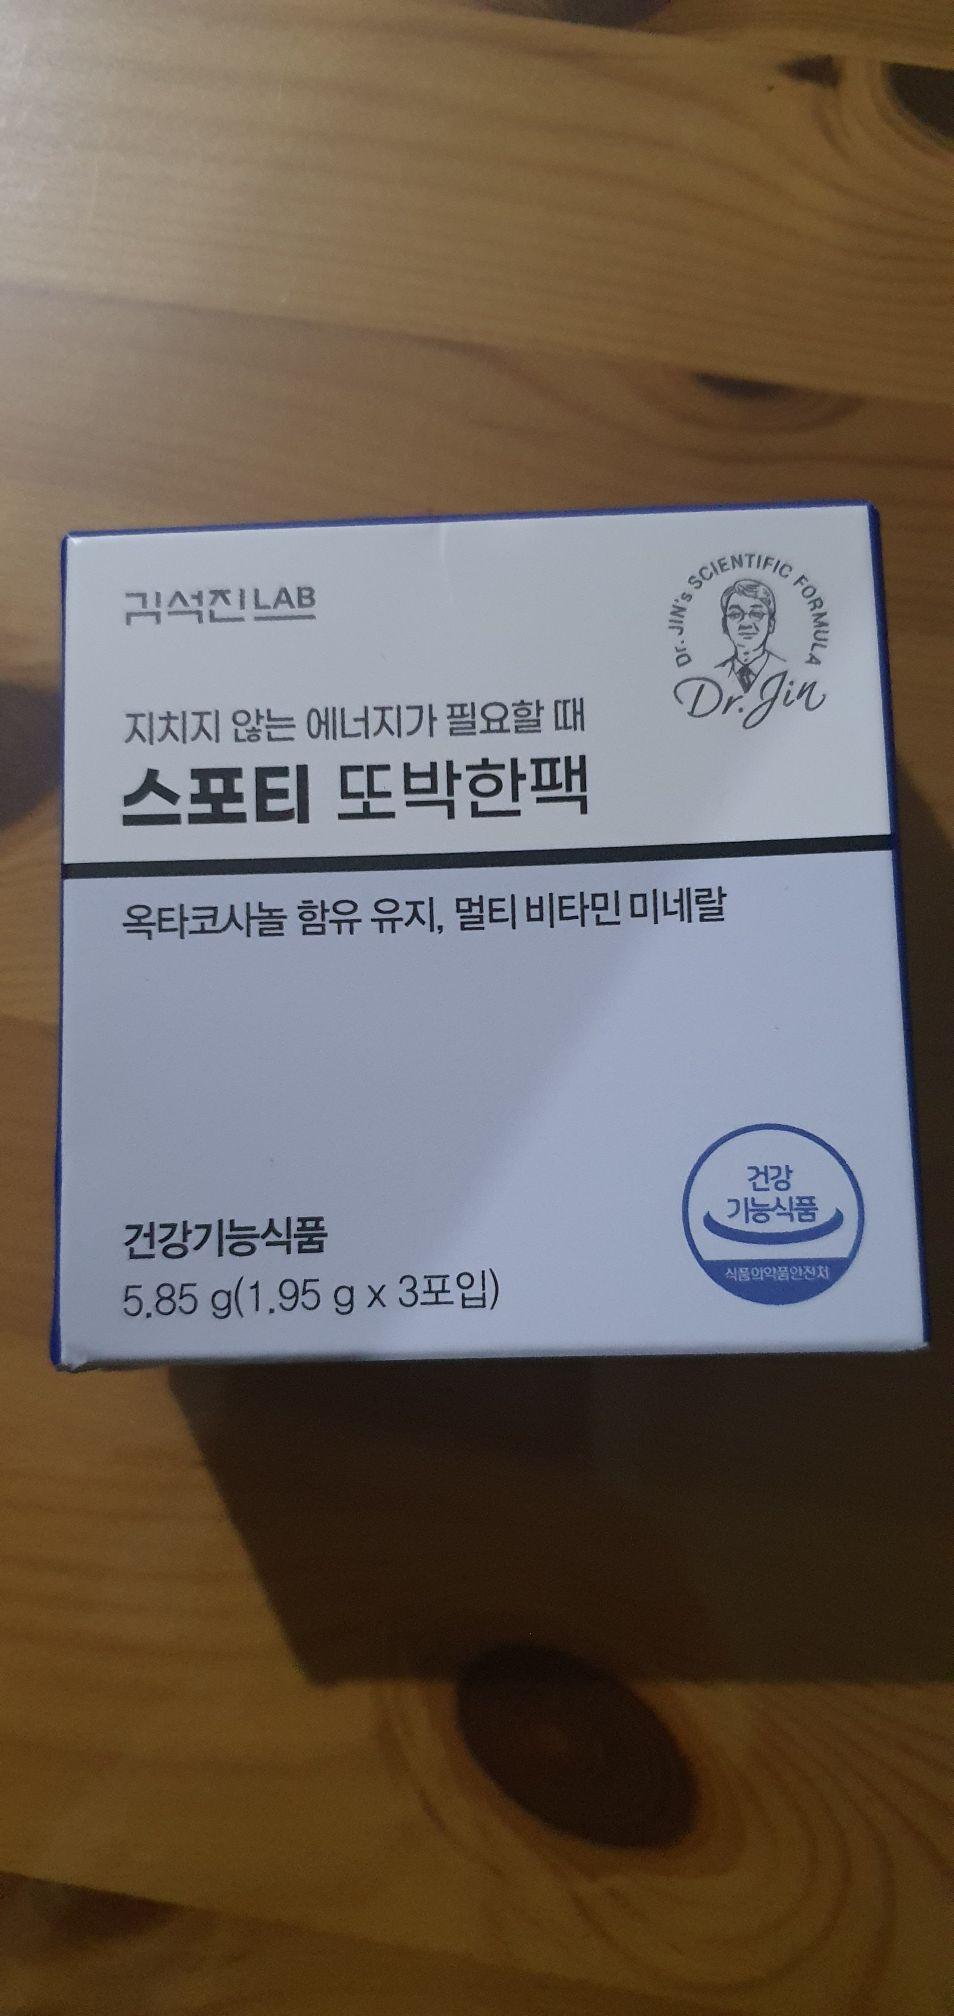 김석진LAB
Dr. JIN's SCIENTIFIC FORMULA
Dr.Jin
지치지 않는 에너지가 필요할 때
스포티 또박한팩
옥타코사놀 함유 유지, 멀티 비타민 미네랄
건강
기능식품
식품의약품안전처
건강기능식품
5.85 g(1.95 g x 3포입)